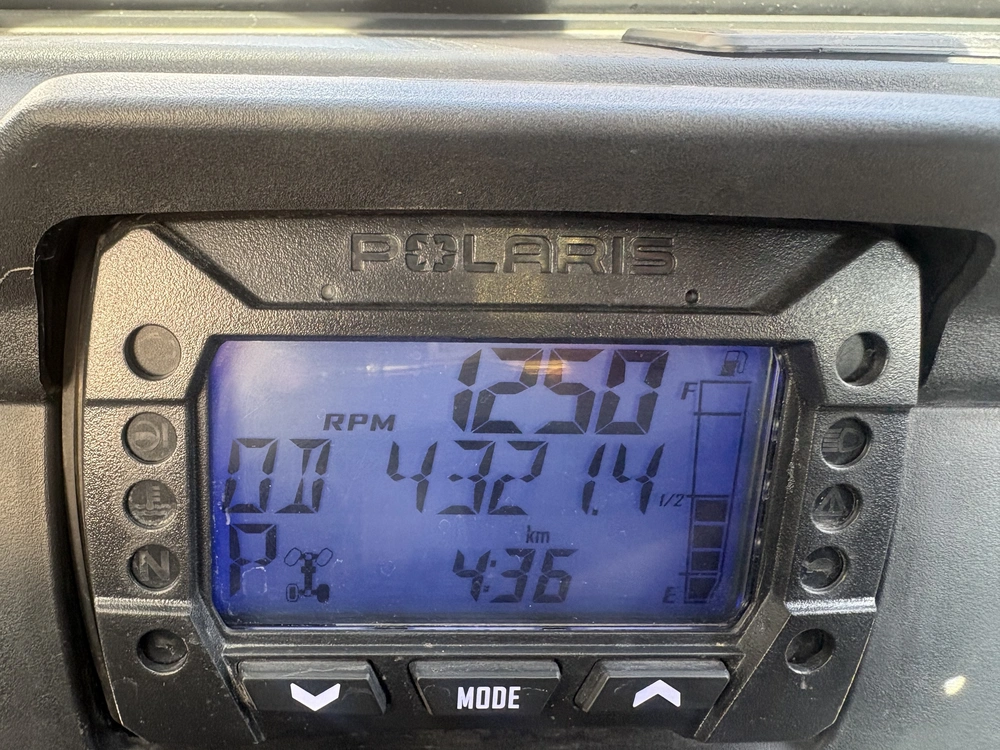 POLARIS
1250
F
RPM
OD 4321.4
1/2
km
P 4:36
E
N
MODE